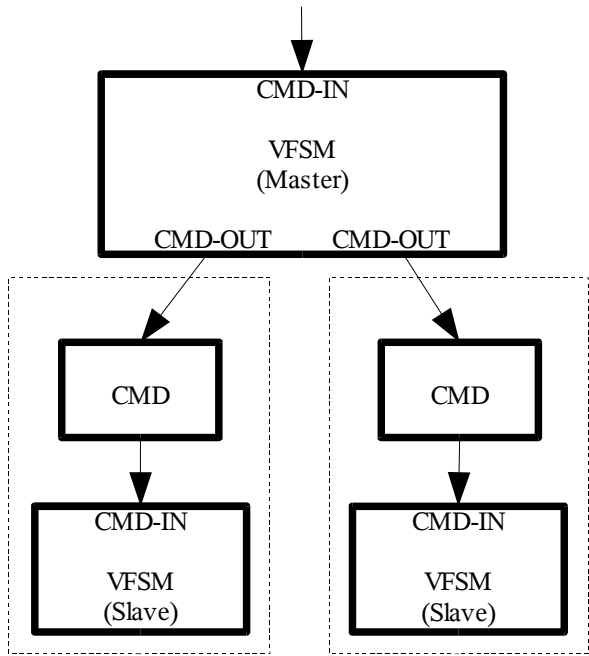 CMD-IN
VFSM
(Master)
CMD-OUT CMD-OUT
CMD CMD
CMD-IN CMD-IN
VFSM VFSM
(Slave) (Slave)